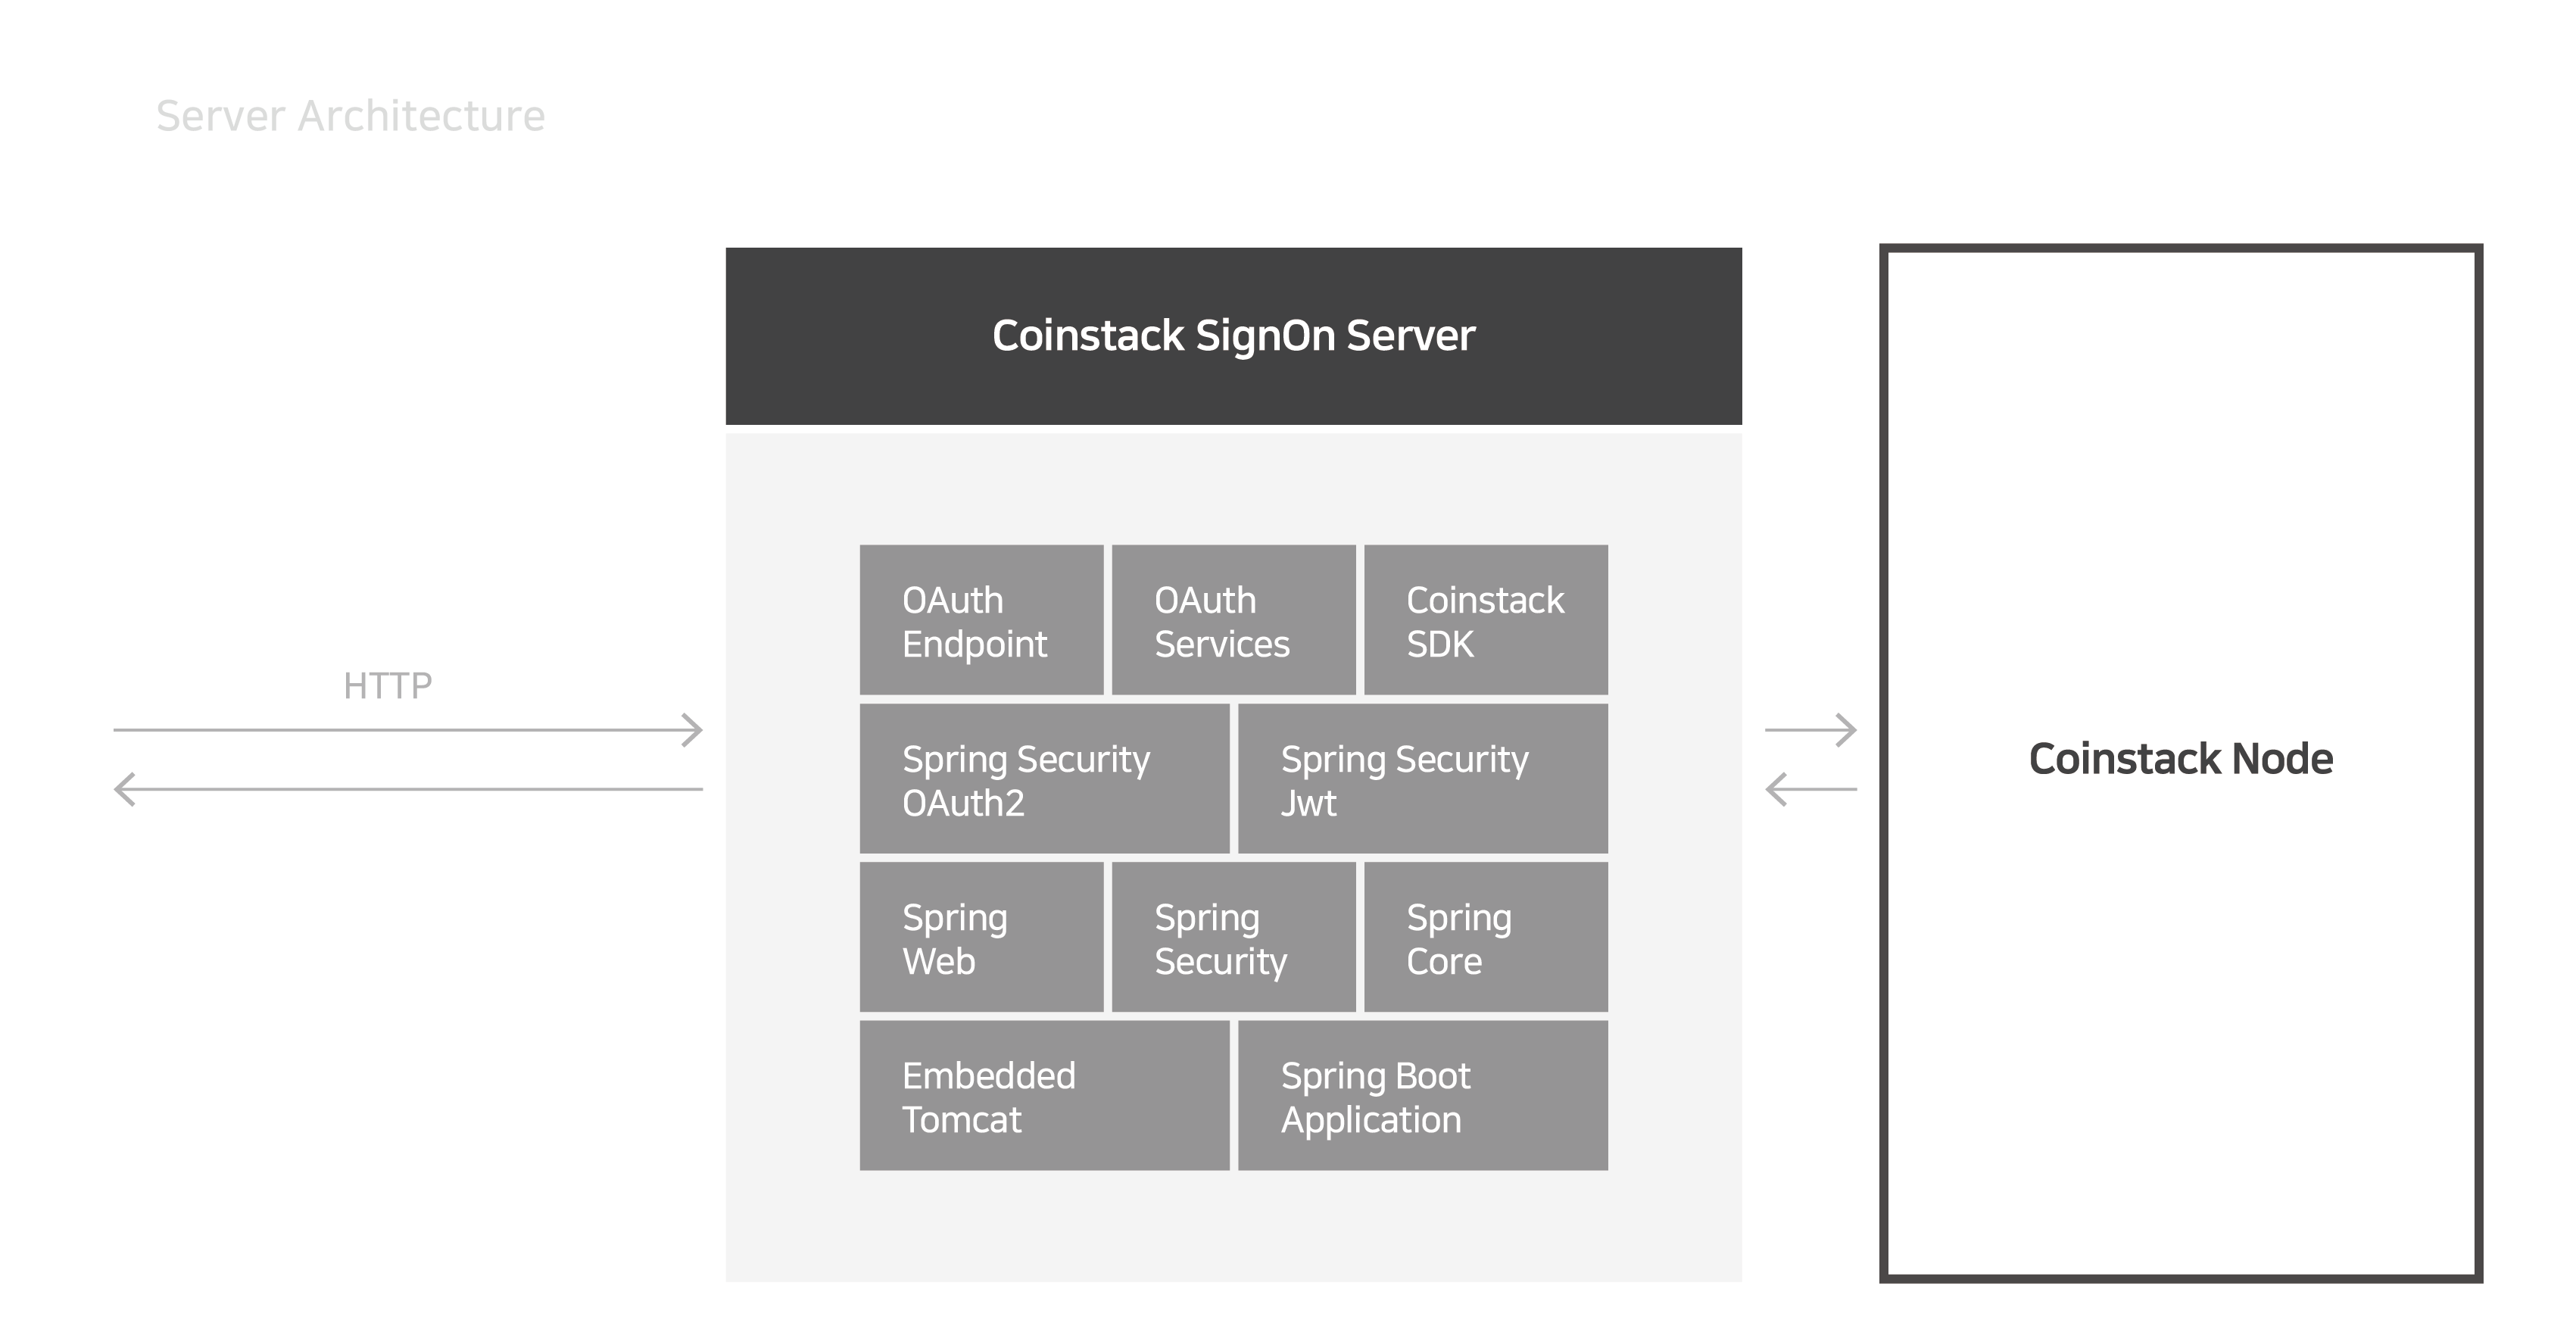 Server Architecture
Coinstack SignOn Server
HTTP
OAuth
Endpoint
OAuth
Services
Coinstack
SDK
Spring Security
OAuth2
Spring Security
Jwt
Spring
Web
Spring
Security
Spring
Core
Embedded
Tomcat
Spring Boot
Application
Coinstack Node